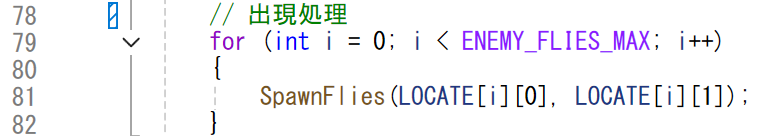 78 // 出現処理
79 for (int i = 0; i < ENEMY_FLIES_MAX; i++)
80 {
81 SpawnFlies(LOCATE[i][0], LOCATE[i][1]);
82 }